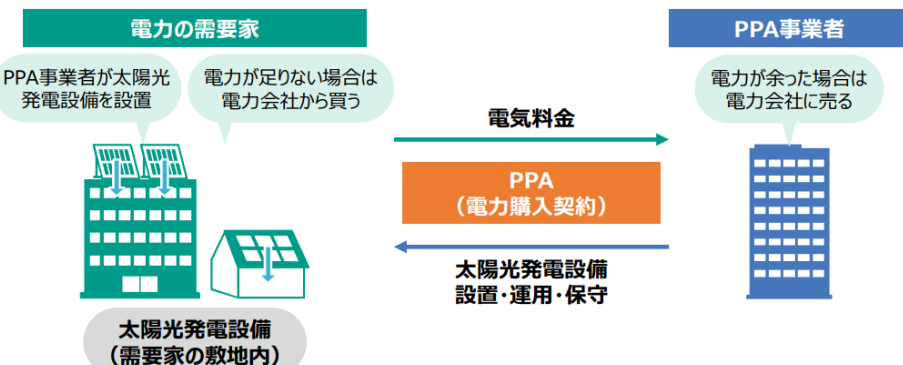 電力の需要家
PPA事業者
PPA事業者が太陽光
発電設備を設置
電力が足りない場合は
電力会社から買う
電力が余った場合は
電力会社に売る
電気料金
PPA
（電力購入契約）
太陽光発電設備
設置・運用・保守
太陽光発電設備
（需要家の敷地内）